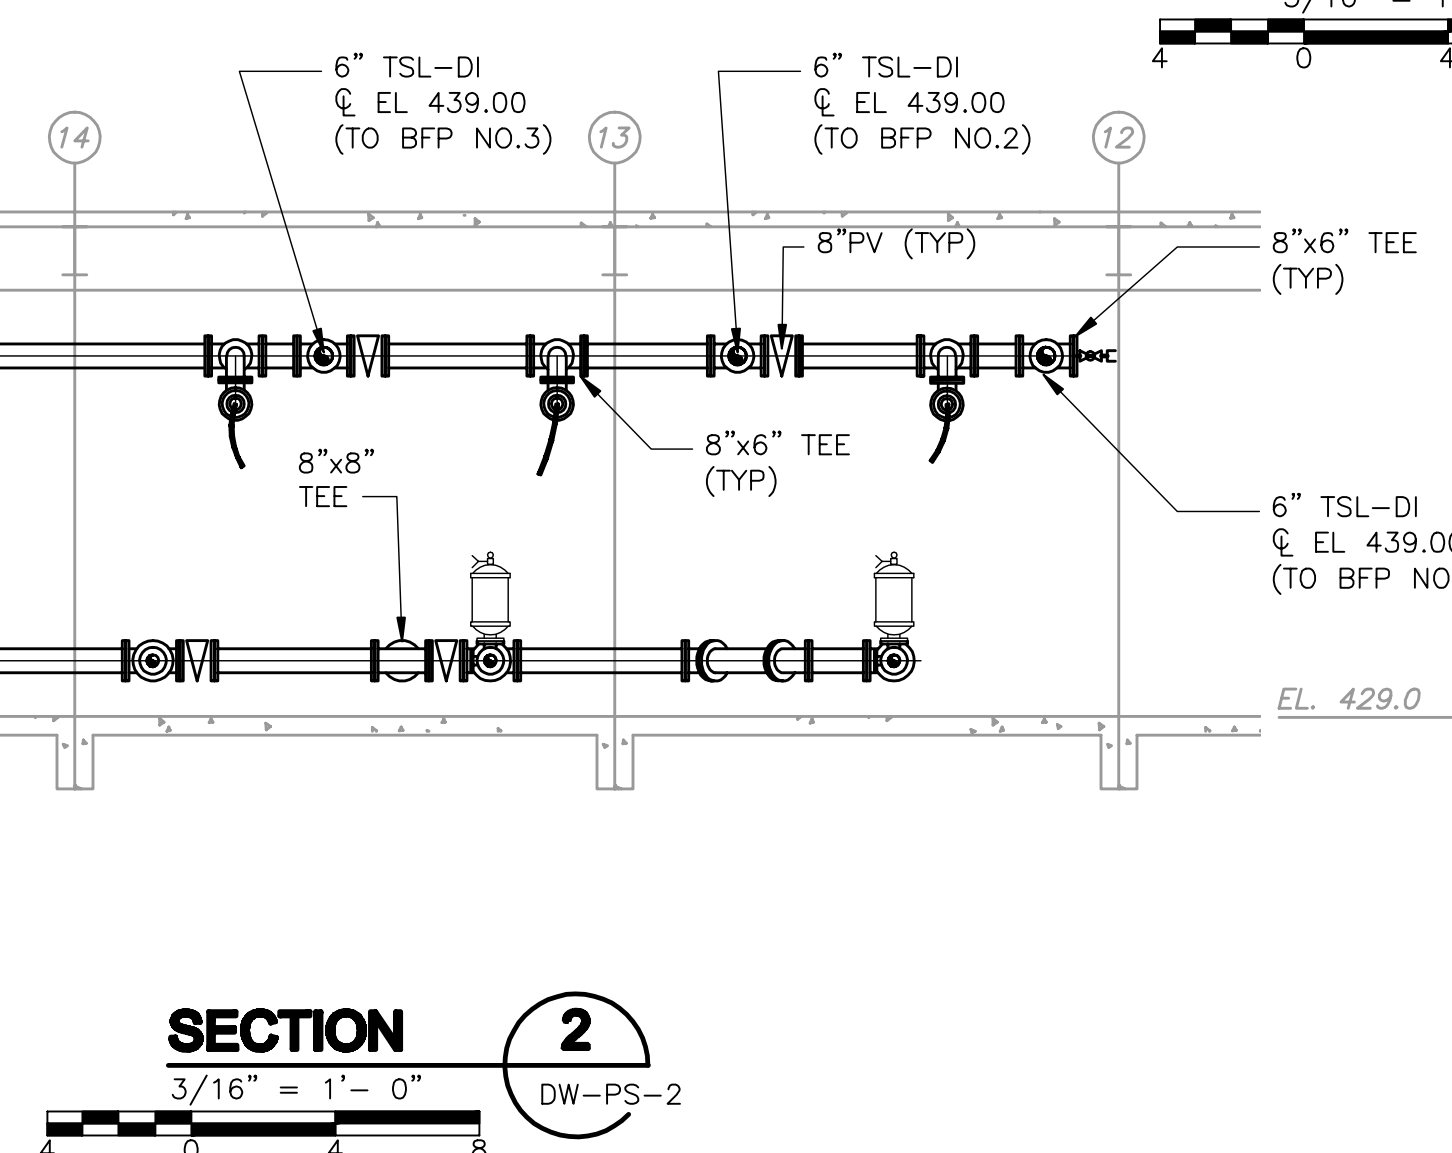 4 0 4
6” TSL-DI
℄ EL 439.00
(TO BFP NO.3)
6” TSL-DI
℄ EL 439.00
(TO BFP NO.2)
14
13
12
8”PV (TYP)
8”x6” TEE
(TYP)
8”x6” TEE
(TYP)
8”x8”
TEE
6” TSL-DI
℄ EL 439.00
(TO BFP NO
EL. 429.0
SECTION
2
3/16” = 1’- 0”
DW-PS-2
4 0 4 8